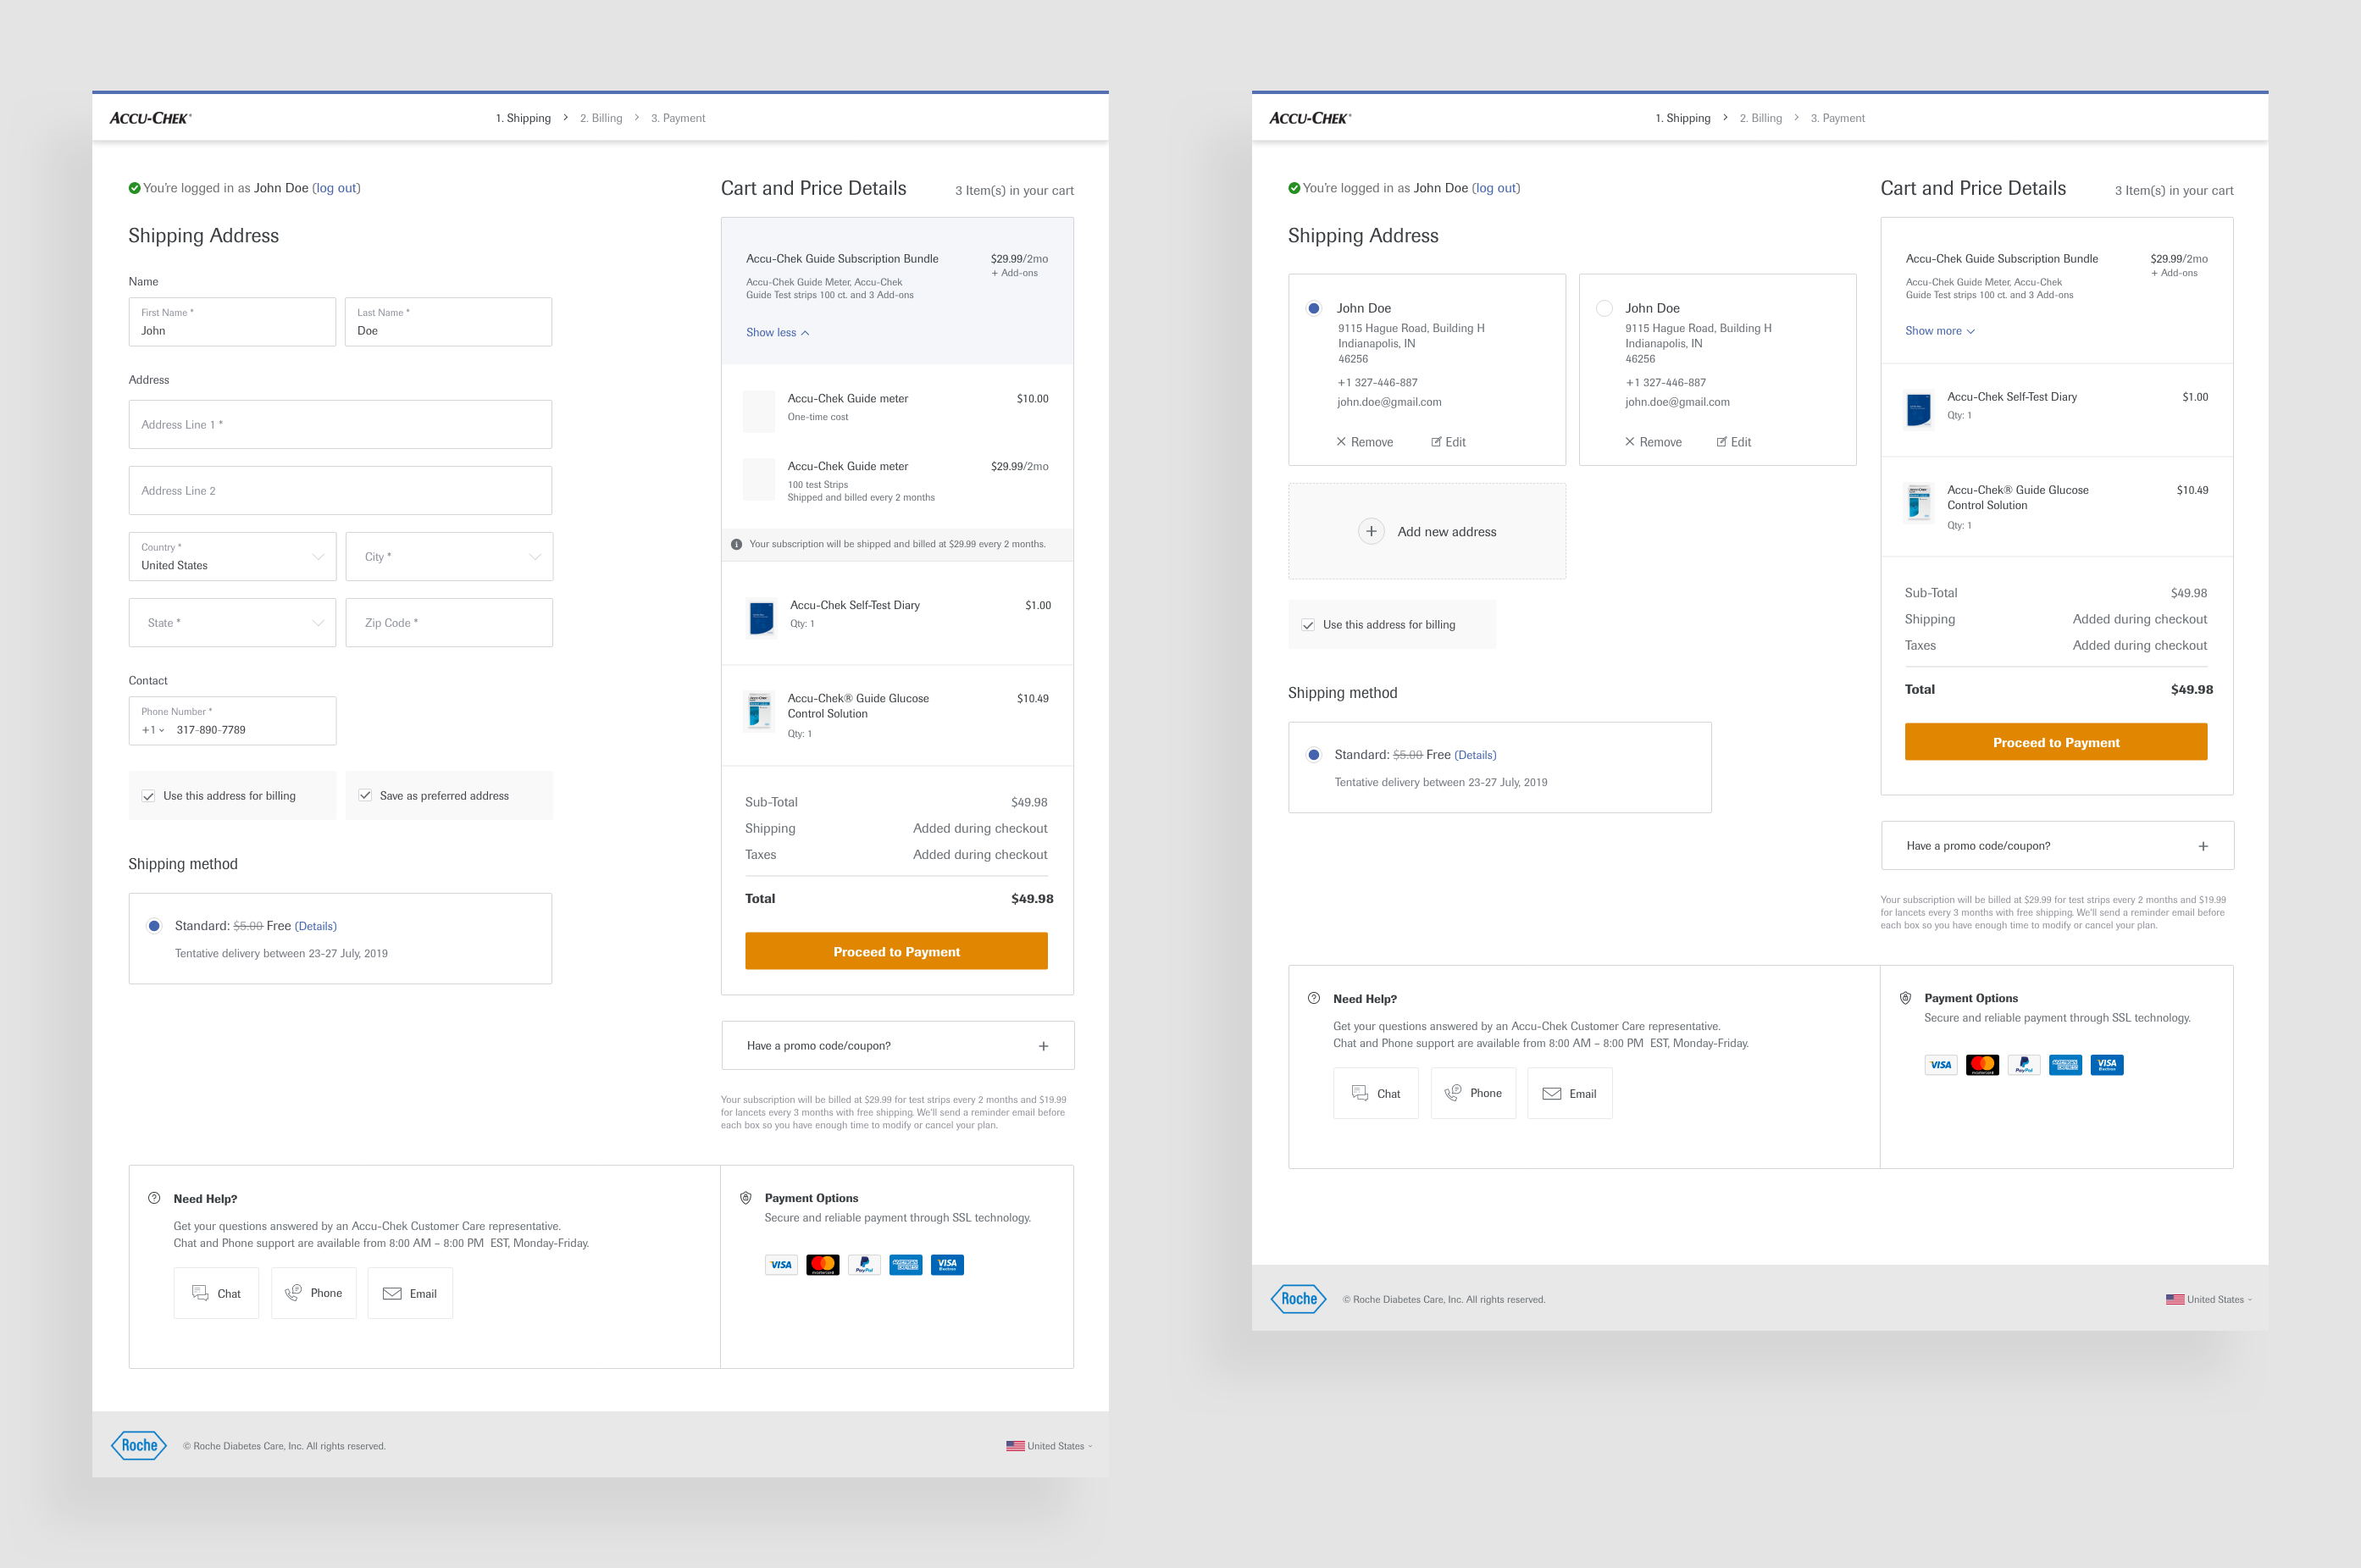 ACCU-CHEK®
1. Shipping > 2. Billing > 3. Payment
You're logged in as John Doe (log out)
Shipping Address
Name
First Name *
John
Last Name *
Doe
Address
Address Line 1 *
Address Line 2
Country *
United States
City *
State *
Zip Code *
Contact
Phone Number *
+1 317-890-7789
Use this address for billing
Save as preferred address
Shipping method
Standard: $5.00 Free (Details)
Tentative delivery between 23-27 July, 2019
Cart and Price Details
3 Item(s) in your cart
Accu-Chek Guide Subscription Bundle
$29.99/2mo
+ Add-ons
Accu-Chek Guide Meter, Accu-Chek
Guide Test strips 100 ct. and 3 Add-ons
Show less
Accu-Chek Guide meter
$10.00
One-time cost
Accu-Chek Guide meter
$29.99/2mo
100 test Strips
Shipped and billed every 2 months
Your subscription will be shipped and billed at $29.99 every 2 months.
Accu-Chek Self-Test Diary
$1.00
Qty: 1
Accu-Chek® Guide Glucose
Control Solution
$10.49
Qty: 1
Sub-Total
$49.98
Shipping
Added during checkout
Taxes
Added during checkout
Total
$49.98
Proceed to Payment
Have a promo code/coupon?
+
Your subscription will be billed at $29.99 for test strips every 2 months and $19.99
for lancets every 3 months with free shipping. We'll send a reminder email before
each box so you have enough time to modify or cancel your plan.
Need Help?
Get your questions answered by an Accu-Chek Customer Care representative.
Chat and Phone support are available from 8:00 AM – 8:00 PM EST, Monday-Friday.
Chat
Phone
Email
Payment Options
Secure and reliable payment through SSL technology.
VISA
mastercard
PayPal
AMERICAN EXPRESS
VISA
Electron
Roche
© Roche Diabetes Care, Inc. All rights reserved.
United States
ACCU-CHEK®
1. Shipping > 2. Billing > 3. Payment
You're logged in as John Doe (log out)
Shipping Address
John Doe
9115 Hague Road, Building H
Indianapolis, IN
46256
+1 327-446-887
john.doe@gmail.com
Remove
Edit
John Doe
9115 Hague Road, Building H
Indianapolis, IN
46256
+1 327-446-887
john.doe@gmail.com
Remove
Edit
+ Add new address
Use this address for billing
Shipping method
Standard: $5.00 Free (Details)
Tentative delivery between 23-27 July, 2019
Cart and Price Details
3 Item(s) in your cart
Accu-Chek Guide Subscription Bundle
$29.99/2mo
+ Add-ons
Accu-Chek Guide Meter, Accu-Chek
Guide Test strips 100 ct. and 3 Add-ons
Show more
Accu-Chek Self-Test Diary
$1.00
Qty: 1
Accu-Chek® Guide Glucose
Control Solution
$10.49
Qty: 1
Sub-Total
$49.98
Shipping
Added during checkout
Taxes
Added during checkout
Total
$49.98
Proceed to Payment
Have a promo code/coupon?
+
Your subscription will be billed at $29.99 for test strips every 2 months and $19.99
for lancets every 3 months with free shipping. We'll send a reminder email before
each box so you have enough time to modify or cancel your plan.
Need Help?
Get your questions answered by an Accu-Chek Customer Care representative.
Chat and Phone support are available from 8:00 AM – 8:00 PM EST, Monday-Friday.
Chat
Phone
Email
Payment Options
Secure and reliable payment through SSL technology.
VISA
mastercard
PayPal
AMERICAN EXPRESS
VISA
Electron
Roche
© Roche Diabetes Care, Inc. All rights reserved.
United States